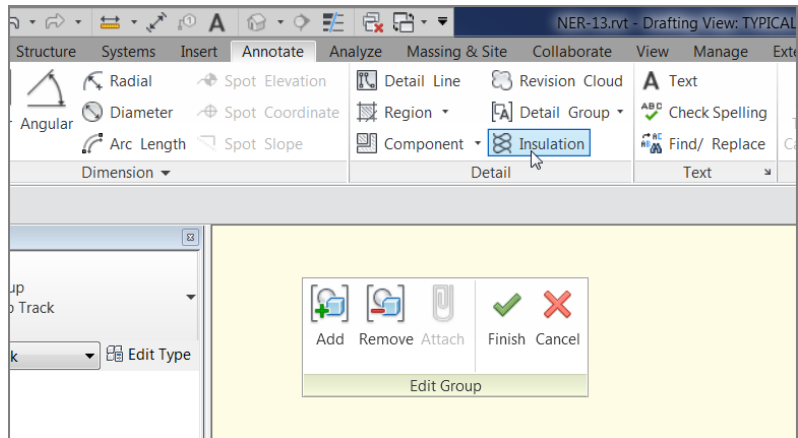 A NER-13.rvt - Drafting View: TYPICAL
Structure Systems Insert Annotate Analyze Massing & Site Collaborate View Manage
Radial Spot Elevation Detail Line Revision Cloud A Text
Angular Diameter Spot Coordinate Region [A] Detail Group ABC Check Spelling
Arc Length Spot Slope Component Insulation Find/ Replace
Dimension Detail Text
Track
Edit Type
Add Remove Attach Finish Cancel
Edit Group